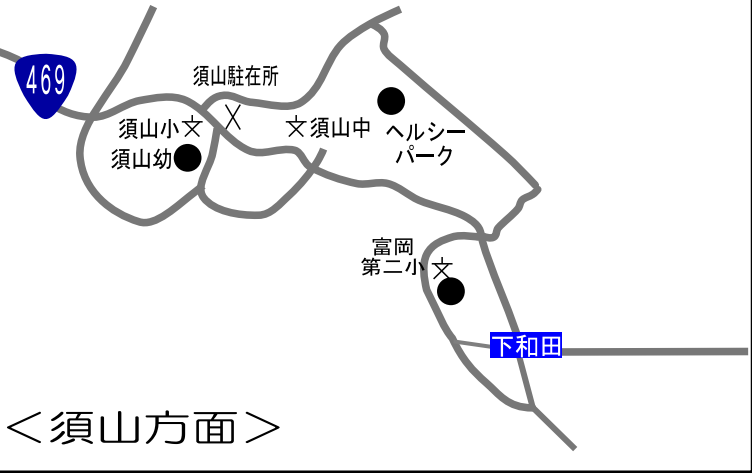 469
須山駐在所
須山小
須山中
須山幼
ヘルシー
パーク
富岡
第二小
下和田
＜須山方面＞